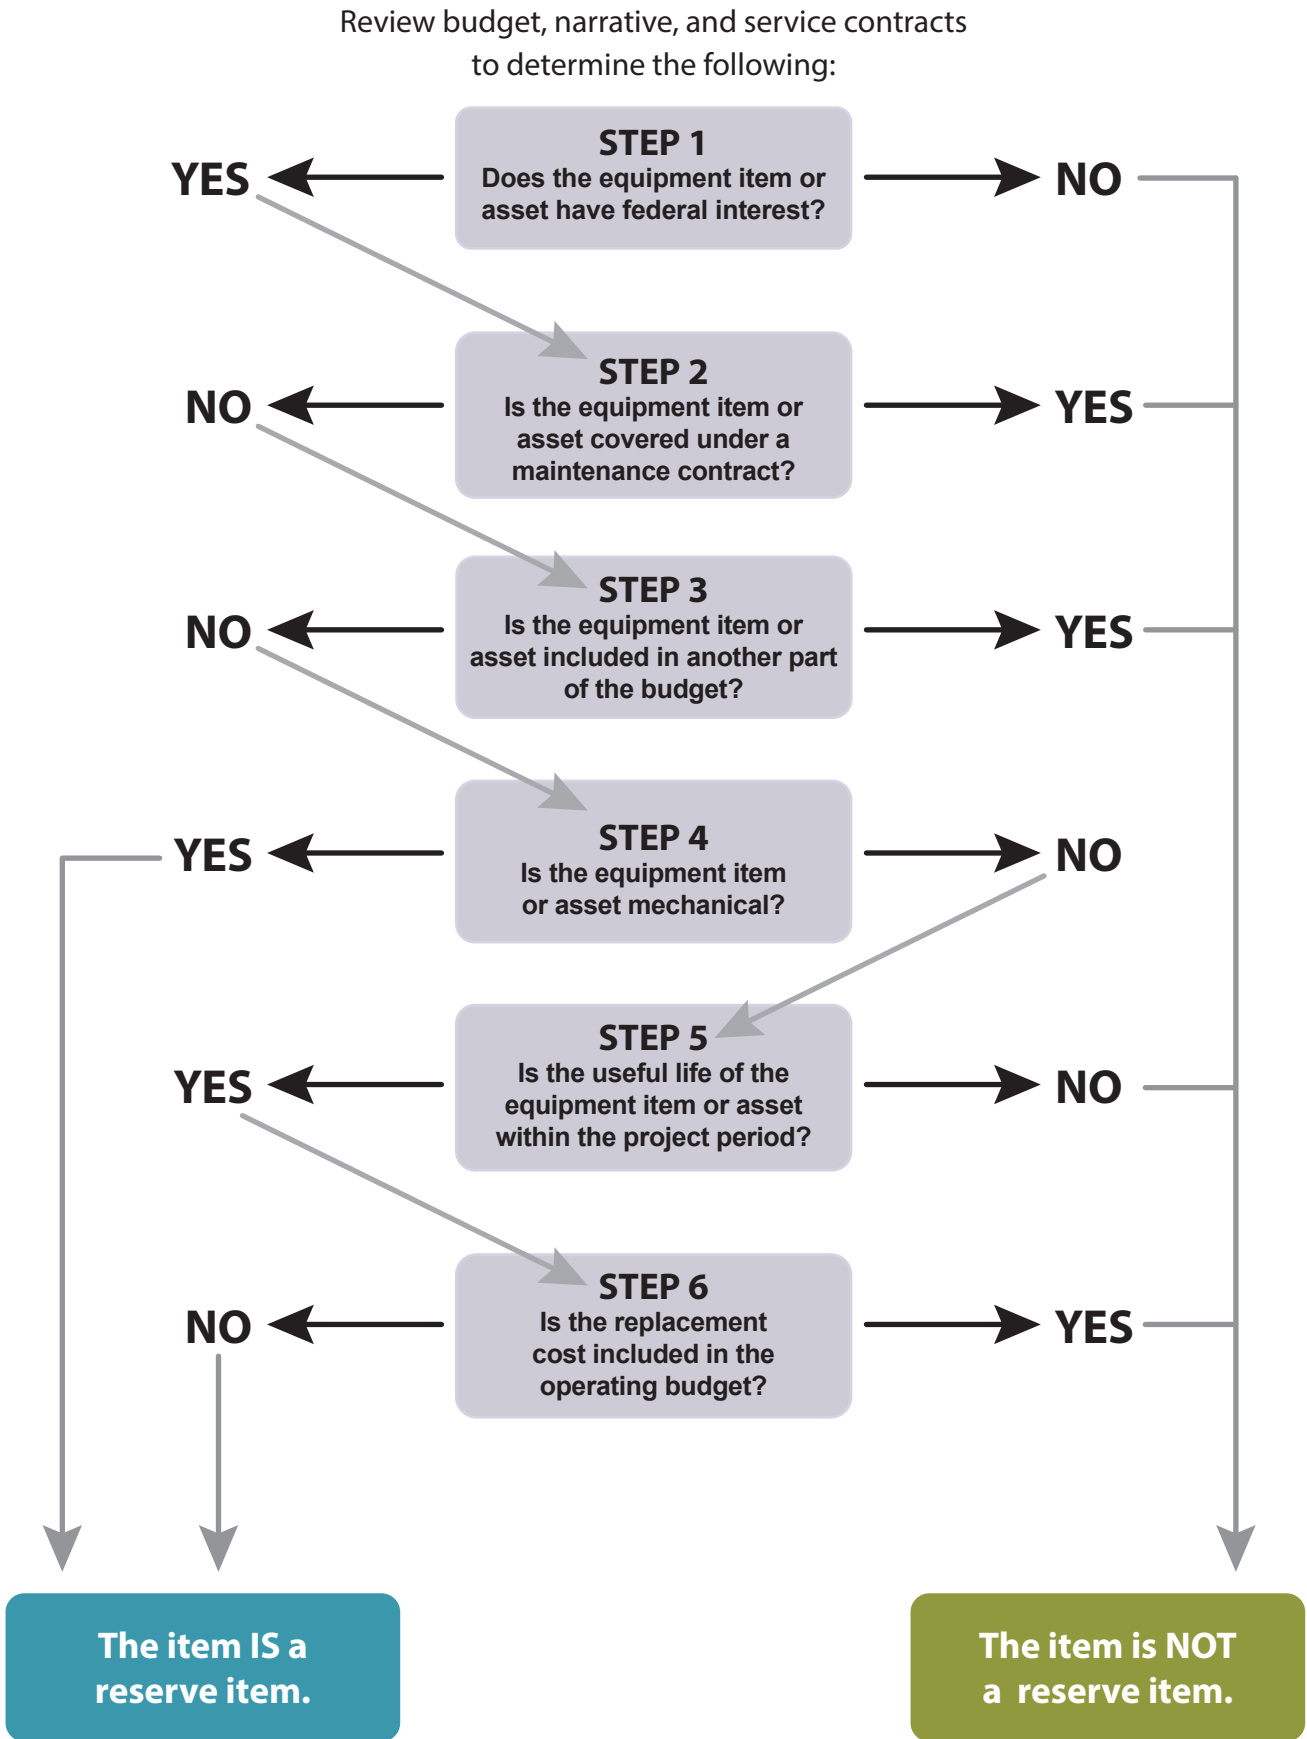 Review budget, narrative, and service contracts
to determine the following:
STEP 1
Does the equipment item or
asset have federal interest?
YES
NO
STEP 2
Is the equipment item or
asset covered under a
maintenance contract?
NO
YES
STEP 3
Is the equipment item or
asset included in another part
of the budget?
NO
YES
STEP 4
Is the equipment item
or asset mechanical?
YES
NO
STEP 5
Is the useful life of the
equipment item or asset
within the project period?
YES
NO
STEP 6
Is the replacement
cost included in the
operating budget?
NO
YES
The item IS a
reserve item.
The item is NOT
a reserve item.